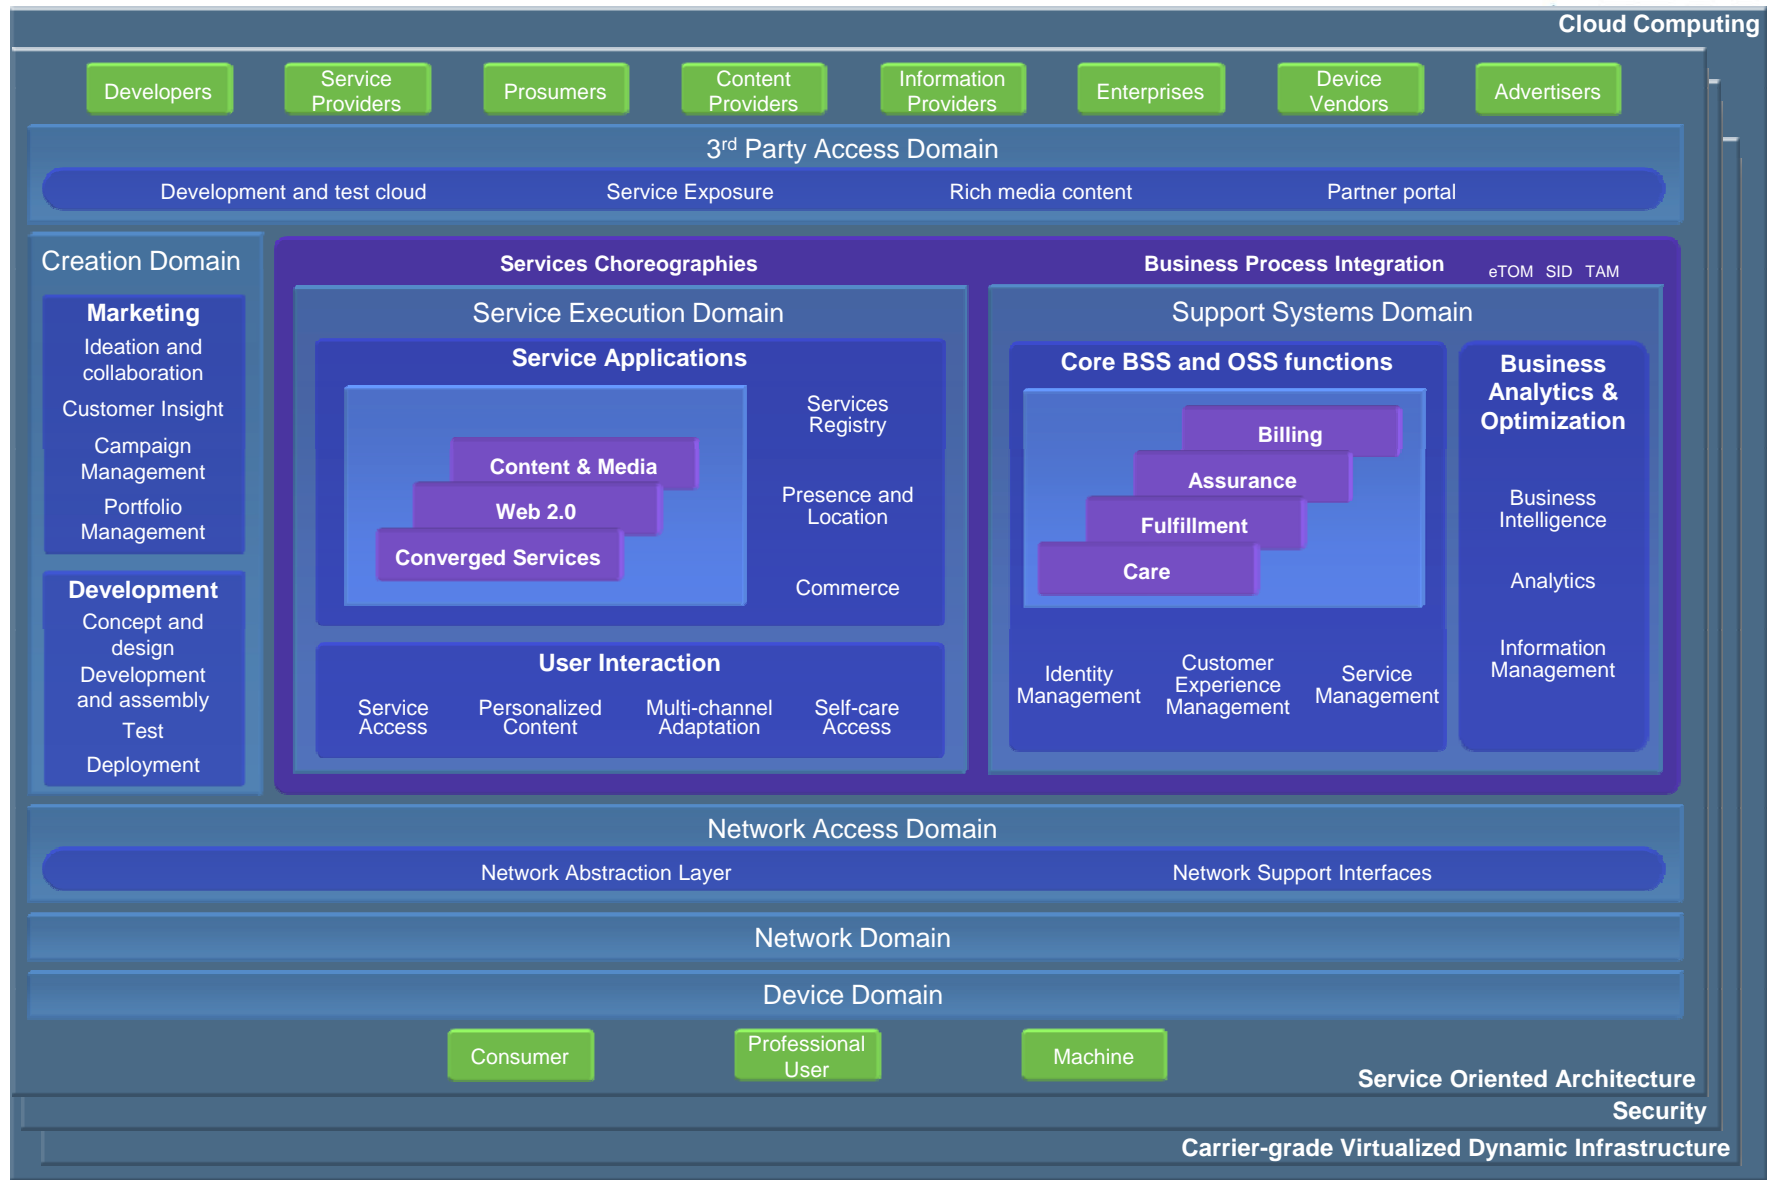 Cloud Computing
Developers
Service
Providers
Prosumers
Content
Providers
Information
Providers
Enterprises
Device
Vendors
Advertisers
3rd Party Access Domain
Development and test cloud
Service Exposure
Rich media content
Partner portal
Creation Domain
Marketing
Ideation and
collaboration
Customer Insight
Campaign
Management
Portfolio
Management
Development
Concept and
design
Development
and assembly
Test
Deployment
Services Choreographies
Service Execution Domain
Service Applications
Content & Media
Web 2.0
Converged Services
Services
Registry
Presence and
Location
Commerce
User Interaction
Service
Access
Personalized
Content
Multi-channel
Adaptation
Self-care
Access
Business Process Integration
eTOM SID TAM
Support Systems Domain
Core BSS and OSS functions
Billing
Assurance
Fulfillment
Care
Identity
Management
Customer
Experience
Management
Service
Management
Business
Analytics &
Optimization
Business
Intelligence
Analytics
Information
Management
Network Access Domain
Network Abstraction Layer
Network Support Interfaces
Network Domain
Device Domain
Consumer
Professional
User
Machine
Service Oriented Architecture
Security
Carrier-grade Virtualized Dynamic Infrastructure